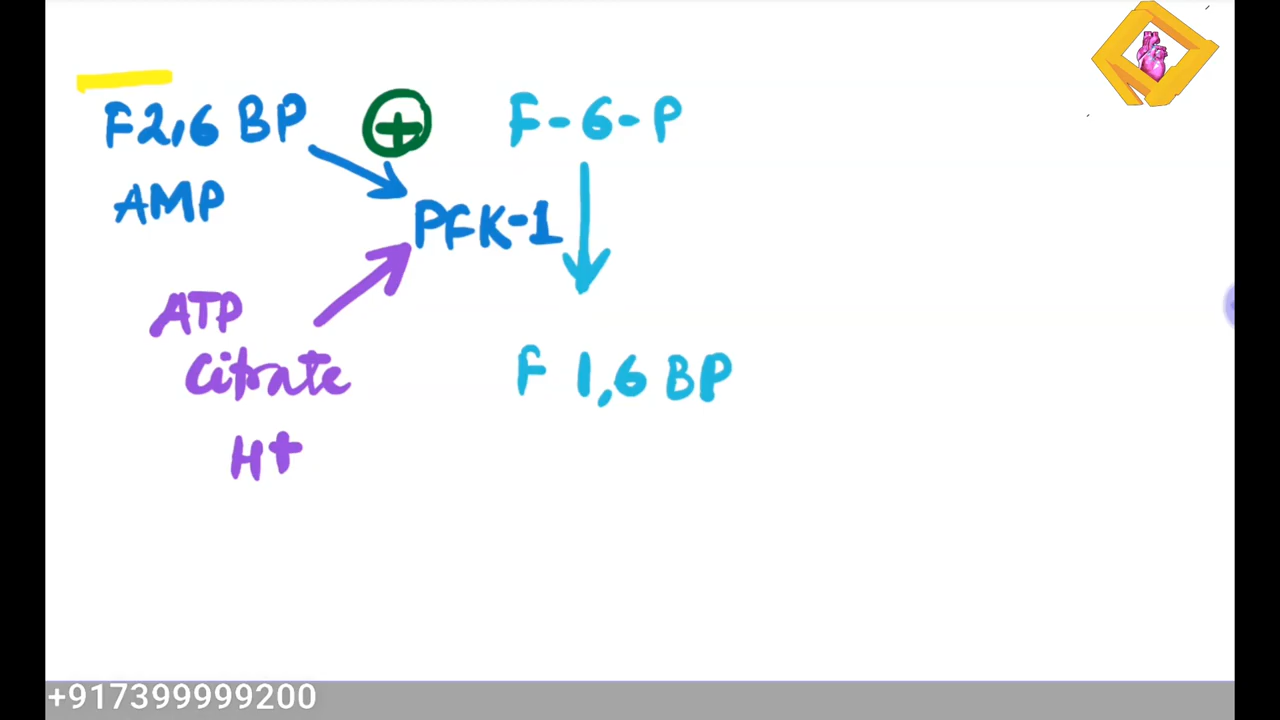 F2,6 BP
AMP
+
F-6-P
PFK-1
ATP
Citrate
H+
F 1,6 BP
+917399999200